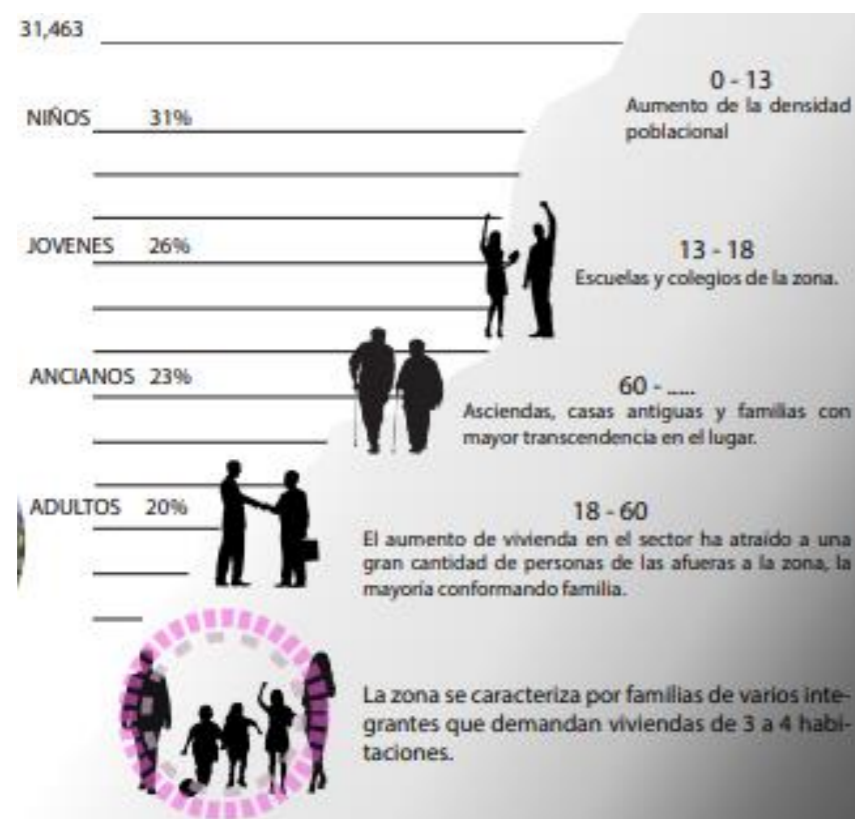 31,463
0 - 13
Aumento de la densidad
poblacional
NIÑOS 31%
JOVENES 26%
13 - 18
Escuelas y colegios de la zona.
ANCIANOS 23%
60 - .....
Asciendas, casas antiguas y familias con
mayor transcendencia en el lugar.
ADULTOS 20%
18 - 60
El aumento de vivienda en el sector ha atraido a una
gran cantidad de personas de las afueras a la zona, la
mayoría conformando familia.
La zona se caracteriza por familias de varios inte-
grantes que demandan viviendas de 3 a 4 habi-
taciones.